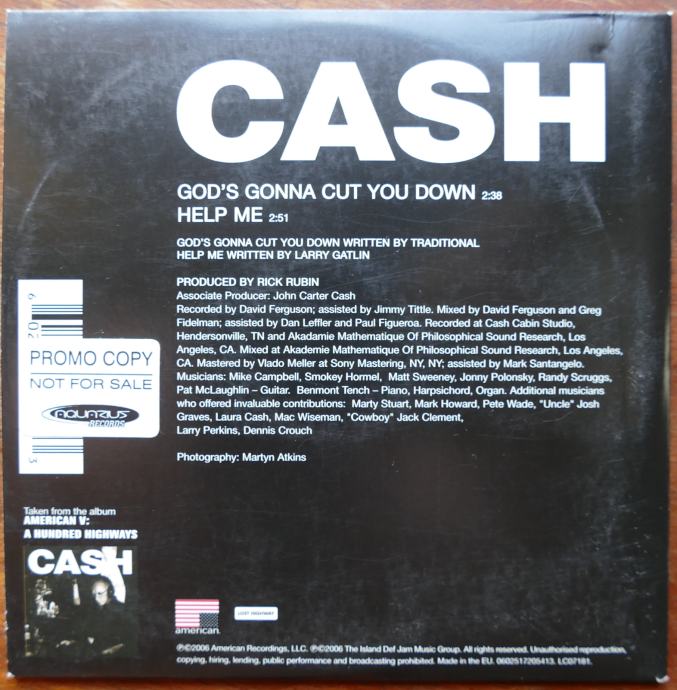 CASH
GOD'S GONNA CUT YOU DOWN 2:38
HELP ME 2:51
GOD'S GONNA CUT YOU DOWN WRITTEN BY TRADITIONAL
HELP ME WRITTEN BY LARRY GATLIN
PRODUCED BY RICK RUBIN
Associate Producer: John Carter Cash
Recorded by David Ferguson; assisted by Jimmy Tittle. Mixed by David Ferguson and Greg
Fidelman; assisted by Dan Leffler and Paul Figueroa. Recorded at Cash Cabin Studio,
Hendersonville, TN and Akadamie Mathematique Of Philosophical Sound Research, Los
Angeles, CA. Mixed at Akademie Mathematique Of Philosophical Sound Research, Los Angeles,
CA. Mastered by Vlado Meller at Sony Mastering, NY, NY; assisted by Mark Santangelo.
Musicians: Mike Campbell, Smokey Hormel, Matt Sweeney, Jonny Polonsky, Randy Scruggs,
Pat McLaughlin – Guitar. Benmont Tench – Piano, Harpsichord, Organ. Additional musicians
who offered invaluable contributions: Marty Stuart, Mark Howard, Pete Wade, "Uncle" Josh
Graves, Laura Cash, Mac Wiseman, "Cowboy" Jack Clement,
Larry Perkins, Dennis Crouch
Photography: Martyn Atkins
6 02
PROMO COPY
NOT FOR SALE
AQUARIUS
RECORDS
3
Taken from the album
AMERICAN V:
A HUNDRED HIGHWAYS
CASH
american.
LOST HIGHWAY
℗©2006 American Recordings, LLC. ℗©2006 The Island Def Jam Music Group. All rights reserved. Unauthorised reproduction,
copying, hiring, lending, public performance and broadcasting prohibited. Made in the EU. 0602517205413. LC07181.